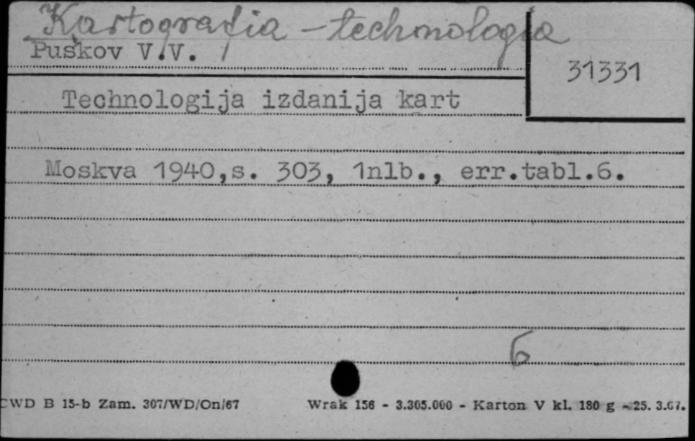 Kartografia - technologia
Puskov V.V.
31331
Technologija izdanija kart
Moskva 1940,s. 303, 1nlb., err.tabl.6.
6
CWD B 15-b Zam. 307/WD/On/67 Wrak 156 - 3.305.000 - Karton V kl. 180 g - 25. 3.67.